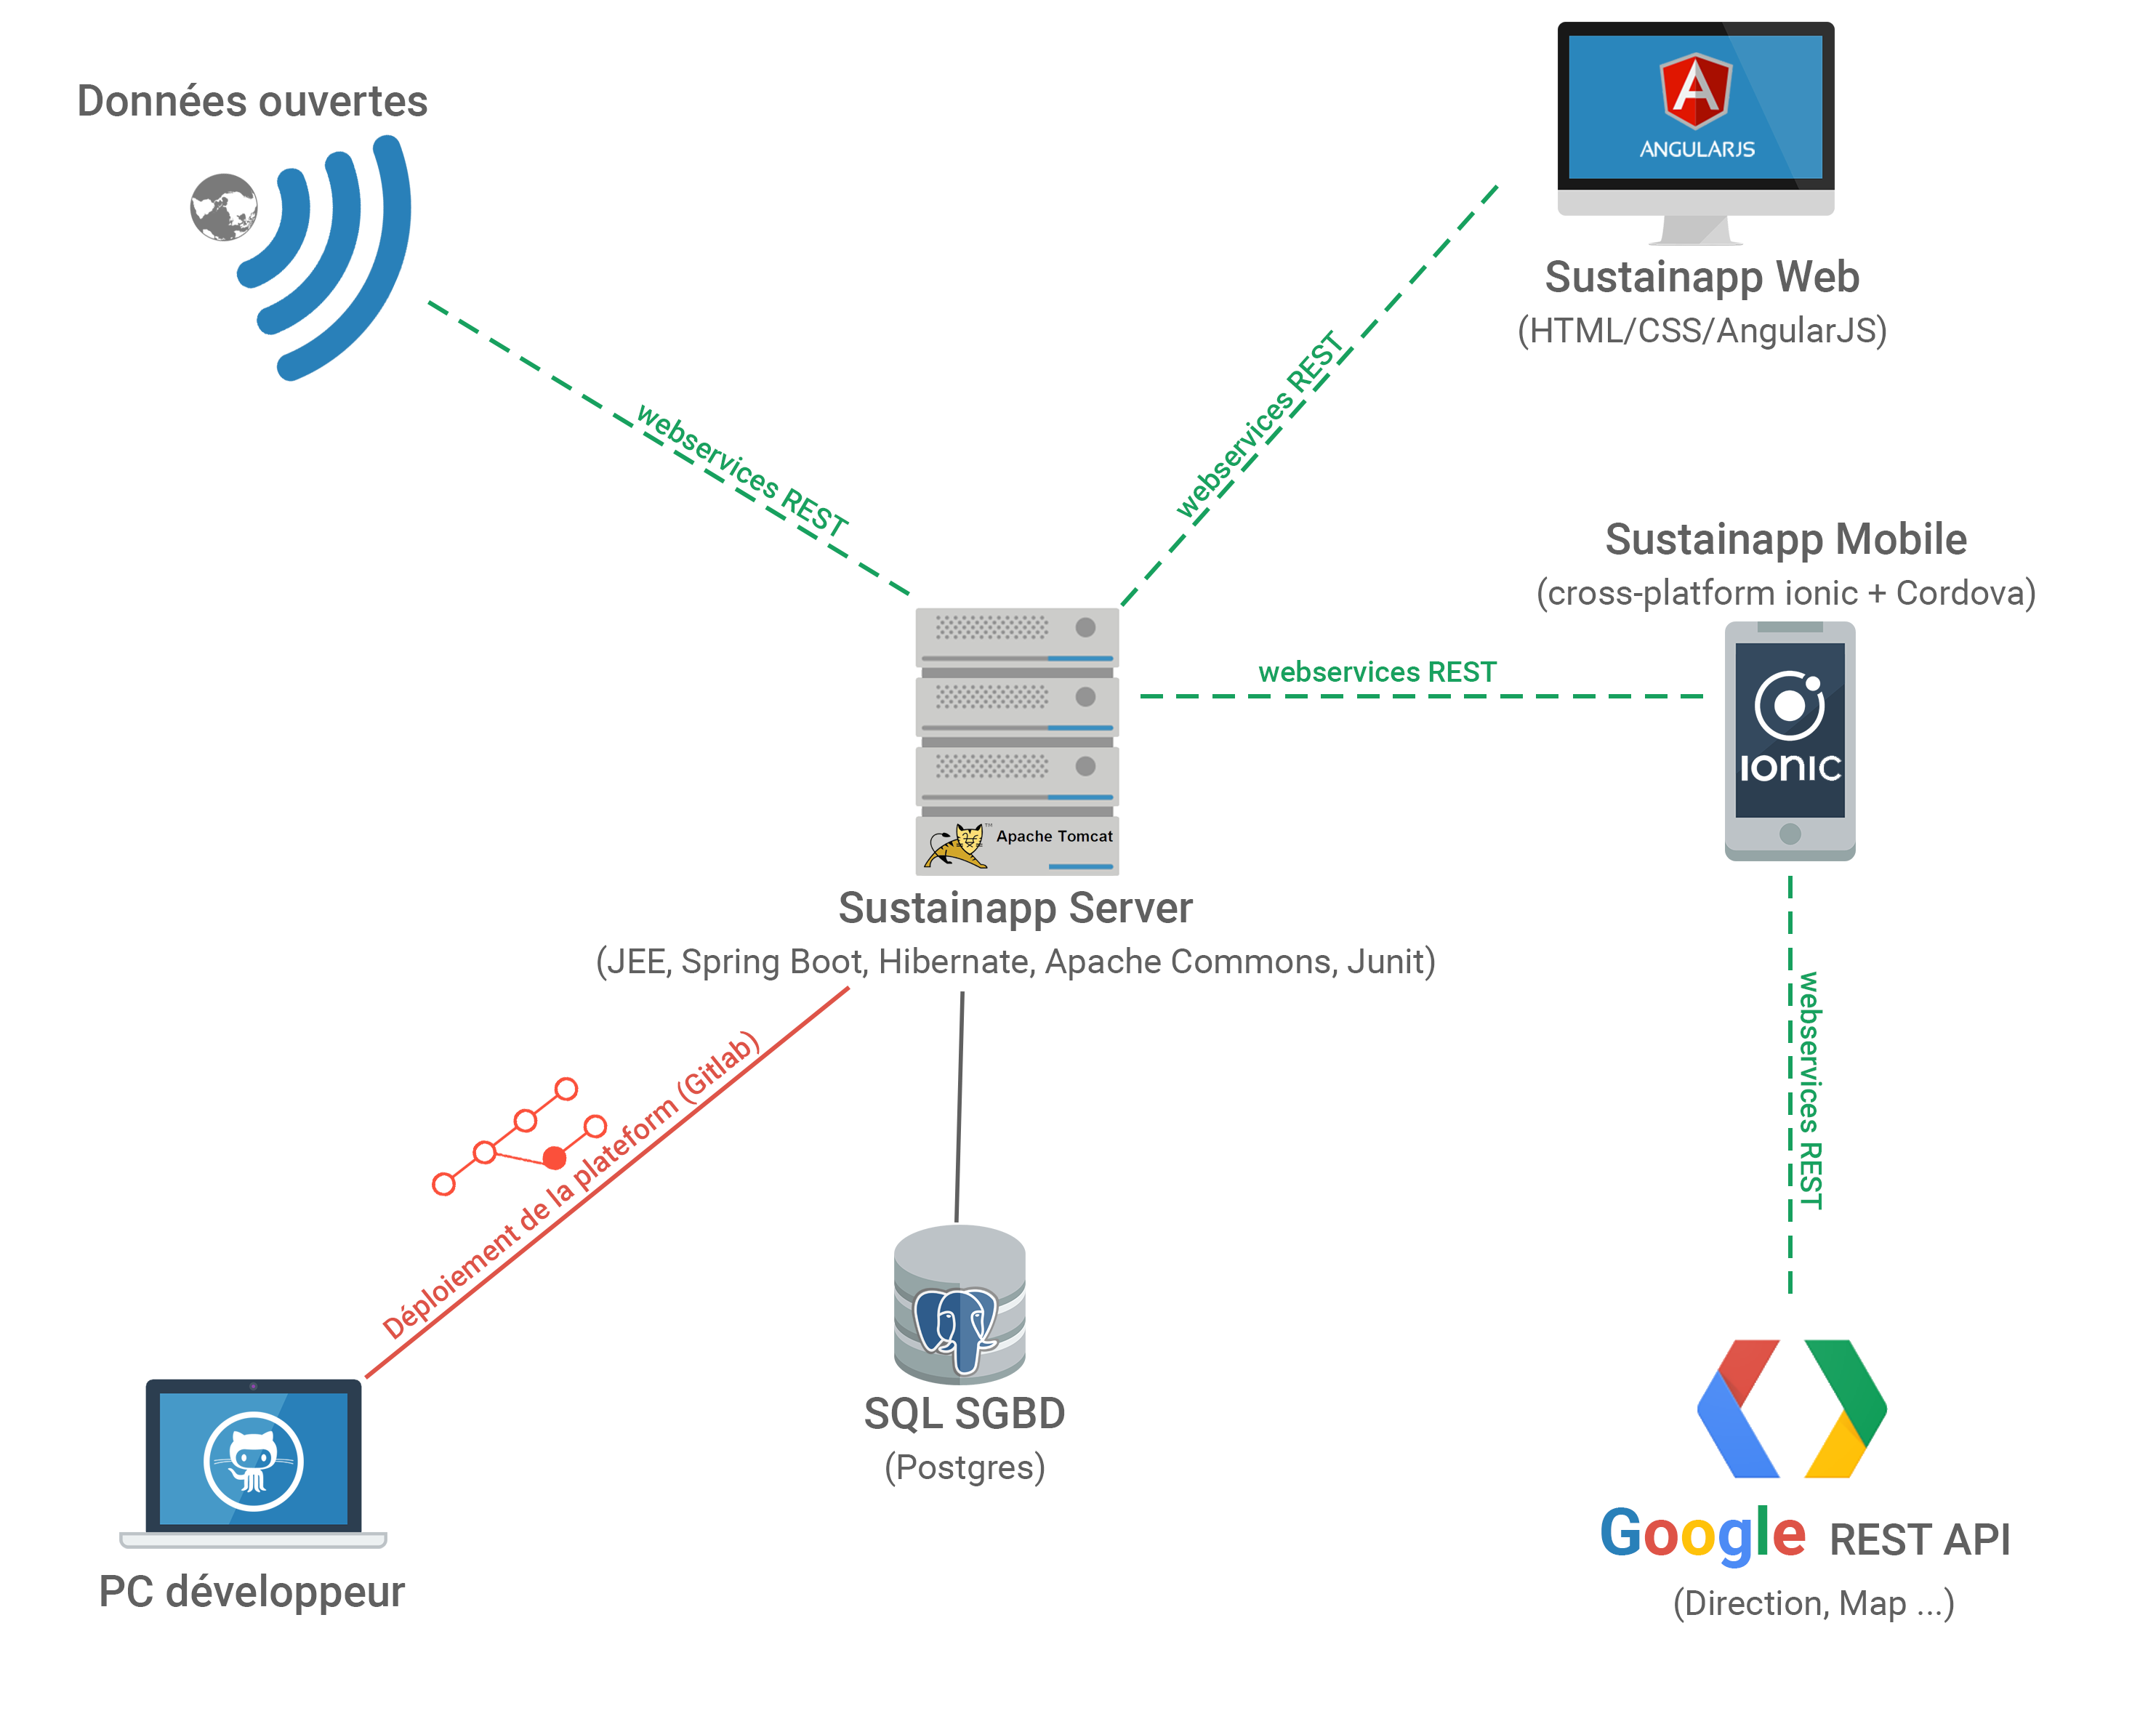 Données ouvertes
ANGULARJS
Sustainapp Web
(HTML/CSS/AngularJS)
webservices REST
webservices REST
Sustainapp Mobile
(cross-platform ionic + Cordova)
webservices REST
ionic
TM
Apache Tomcat
Sustainapp Server
(JEE, Spring Boot, Hibernate, Apache Commons, Junit)
webservices REST
Déploiement de la plateform (Gitlab)
SQL SGBD
(Postgres)
PC développeur
Google REST API
(Direction, Map ...)